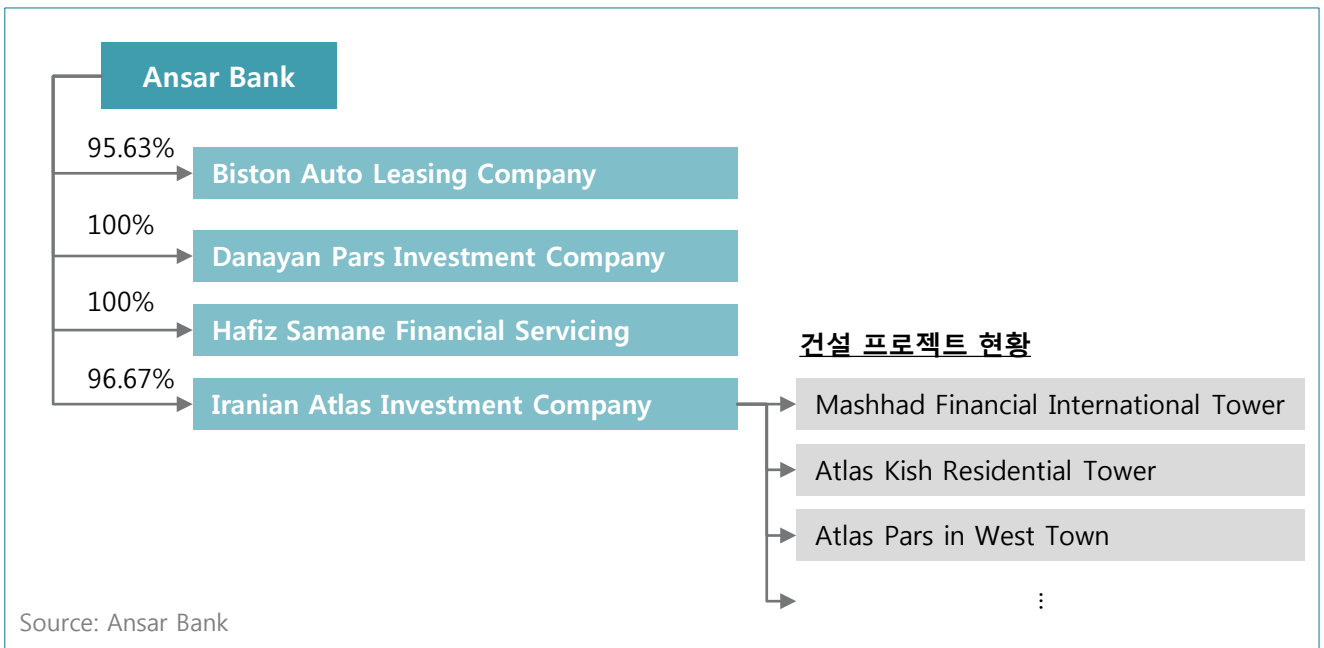 Ansar Bank
95.63%
Biston Auto Leasing Company
100%
Danayan Pars Investment Company
100%
Hafiz Samane Financial Servicing
96.67%
Iranian Atlas Investment Company
건설 프로젝트 현황
Mashhad Financial International Tower
Atlas Kish Residential Tower
Atlas Pars in West Town
⋮
Source: Ansar Bank